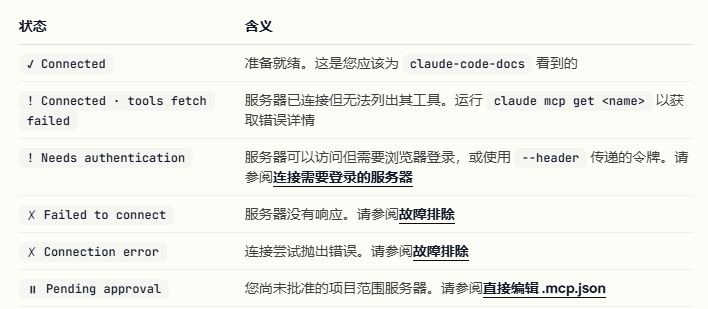 状态 含义
✓ Connected 准备就绪。这是您应该为 claude-code-docs 看到的
! Connected · tools fetch failed 服务器已连接但无法列出其工具。运行 claude mcp get <name> 以获取错误详情
! Needs authentication 服务器可以访问但需要浏览器登录，或使用 --header 传递的令牌。请参阅连接需要登录的服务器
✗ Failed to connect 服务器没有响应。请参阅故障排除
✗ Connection error 连接尝试抛出错误。请参阅故障排除
⏸ Pending approval 您尚未批准的项目范围服务器。请参阅直接编辑 .mcp.json